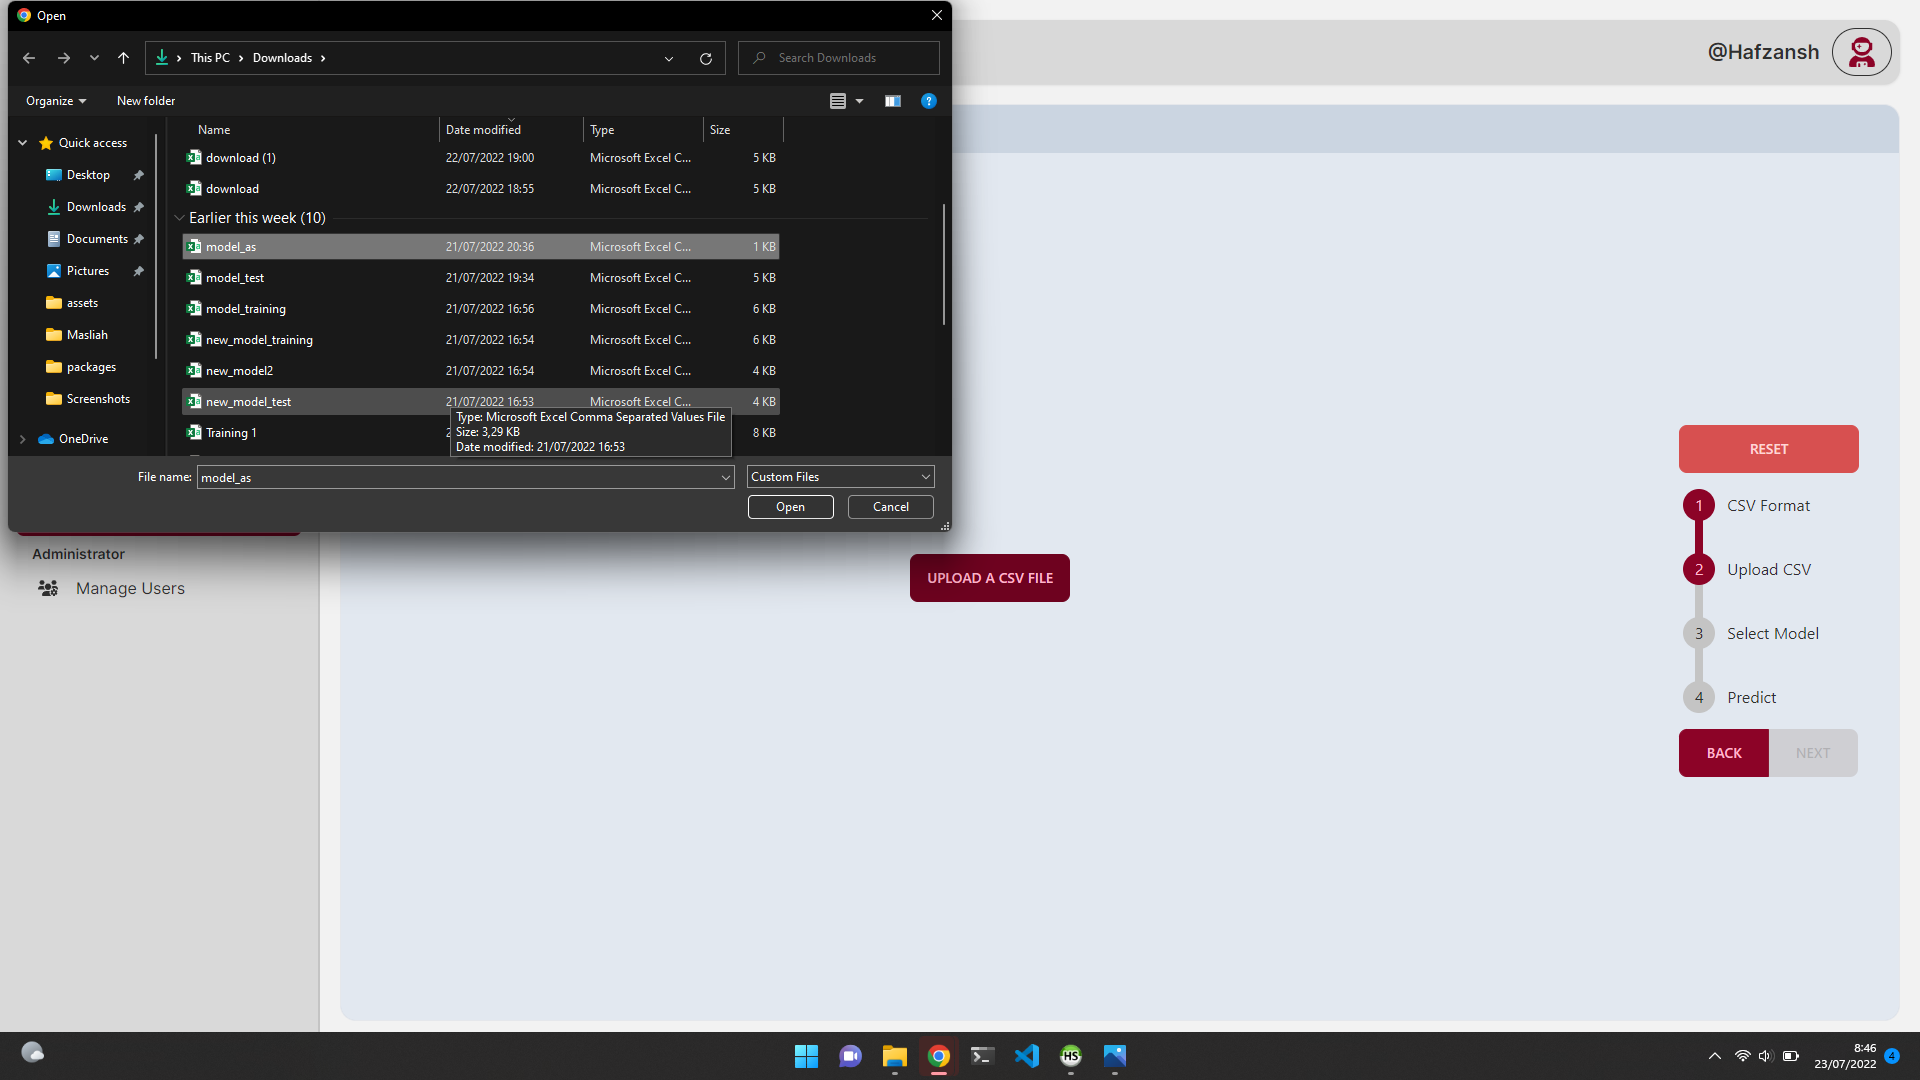 Open
@Hafzansh
This PC > Downloads >
Search Downloads
Organize
New folder
?
Name Date modified Type Size
Quick access
Desktop
Downloads
Documents
Pictures
assets
Masliah
packages
Screenshots
OneDrive
download (1) 22/07/2022 19:00 Microsoft Excel C... 5 KB
download 22/07/2022 18:55 Microsoft Excel C... 5 KB
Earlier this week (10)
model_as 21/07/2022 20:36 Microsoft Excel C... 1 KB
model_test 21/07/2022 19:34 Microsoft Excel C... 5 KB
model_training 21/07/2022 16:56 Microsoft Excel C... 6 KB
new_model_training 21/07/2022 16:54 Microsoft Excel C... 6 KB
new_model2 21/07/2022 16:54 Microsoft Excel C... 4 KB
new_model_test 21/07/2022 16:53 Microsoft Excel C... 4 KB
Training 1 2 8 KB
Type: Microsoft Excel Comma Separated Values File
Size: 3,29 KB
Date modified: 21/07/2022 16:53
File name: model_as
Custom Files
Open
Cancel
Administrator
Manage Users
UPLOAD A CSV FILE
RESET
1 CSV Format
2 Upload CSV
3 Select Model
4 Predict
BACK
NEXT
HS
8:46
23/07/2022
4